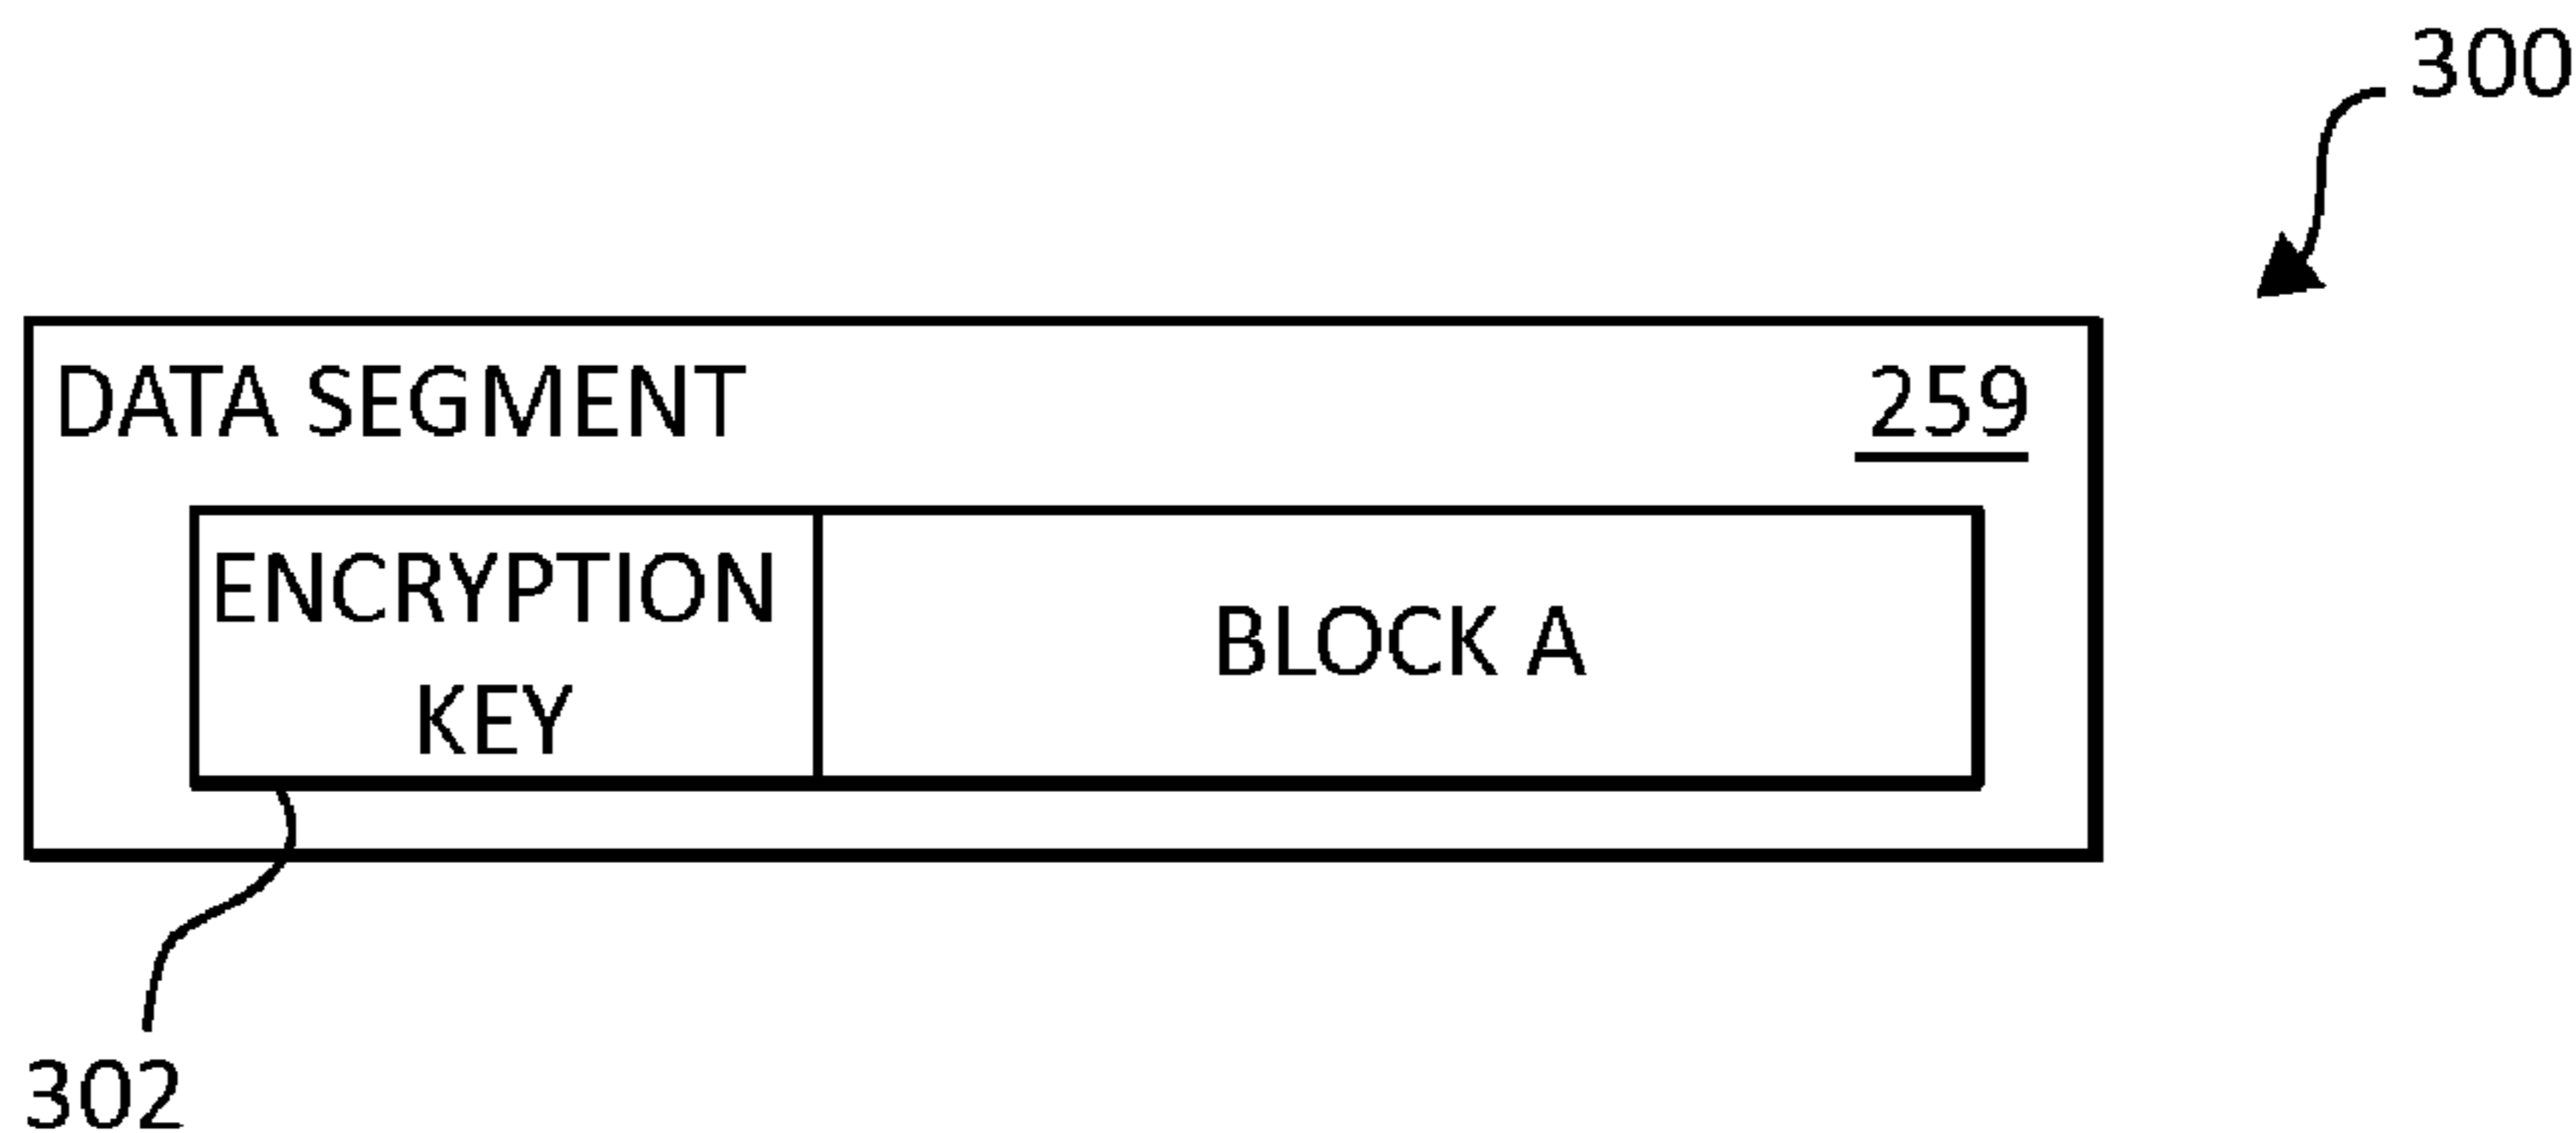 300
DATA SEGMENT 259
ENCRYPTION
KEY
BLOCK A
302